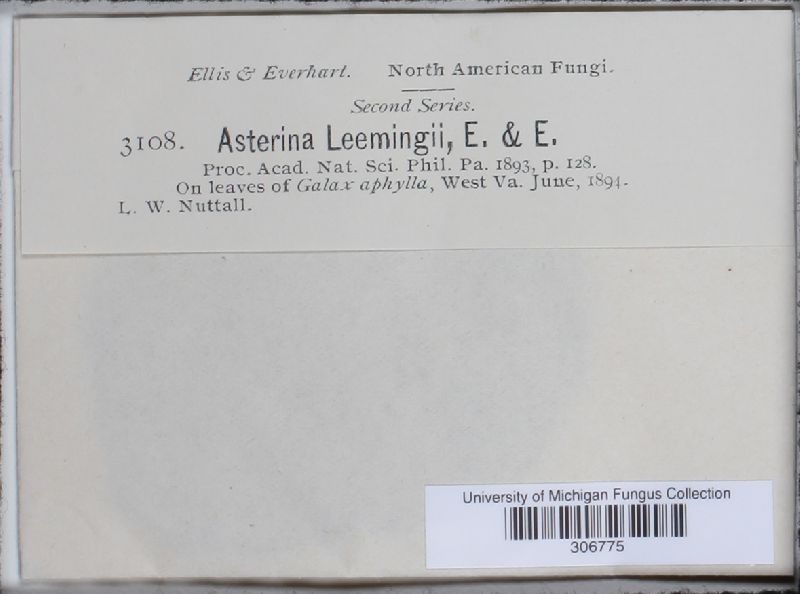 Ellis & Everhart. North American Fungi.
Second Series.
3108. Asterina Leemingii, E. & E.
Proc. Acad. Nat. Sci. Phil. Pa. 1893, p. 128.
On leaves of Galax aphylla, West Va. June, 1894.
L. W. Nuttall.
University of Michigan Fungus Collection
306775